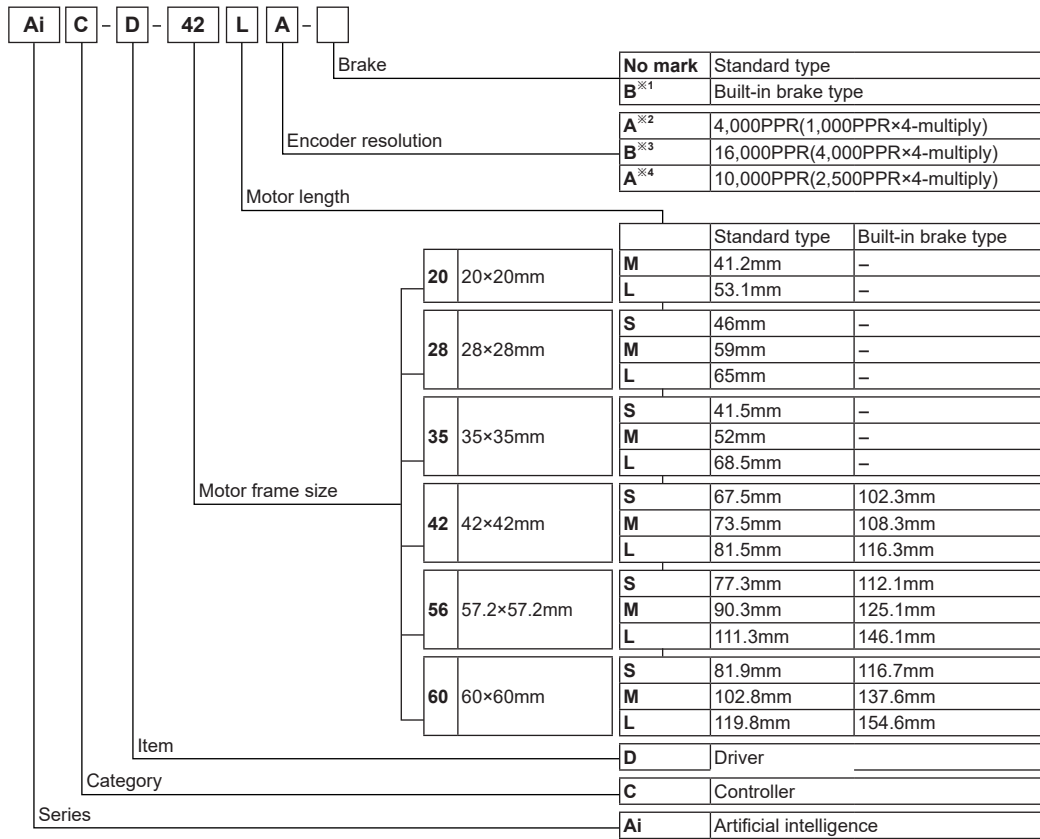 Ai C - D - 42 L A -
Brake
No mark Standard type
B※1 Built-in brake type
Encoder resolution
A※2 4,000PPR(1,000PPR×4-multiply)
B※3 16,000PPR(4,000PPR×4-multiply)
A※4 10,000PPR(2,500PPR×4-multiply)
Motor length
Standard type Built-in brake type
20 20×20mm
M 41.2mm –
L 53.1mm –
28 28×28mm
S 46mm –
M 59mm –
L 65mm –
35 35×35mm
S 41.5mm –
M 52mm –
L 68.5mm –
Motor frame size
42 42×42mm
S 67.5mm 102.3mm
M 73.5mm 108.3mm
L 81.5mm 116.3mm
56 57.2×57.2mm
S 77.3mm 112.1mm
M 90.3mm 125.1mm
L 111.3mm 146.1mm
60 60×60mm
S 81.9mm 116.7mm
M 102.8mm 137.6mm
L 119.8mm 154.6mm
Item
D Driver
Category
C Controller
Series
Ai Artificial intelligence